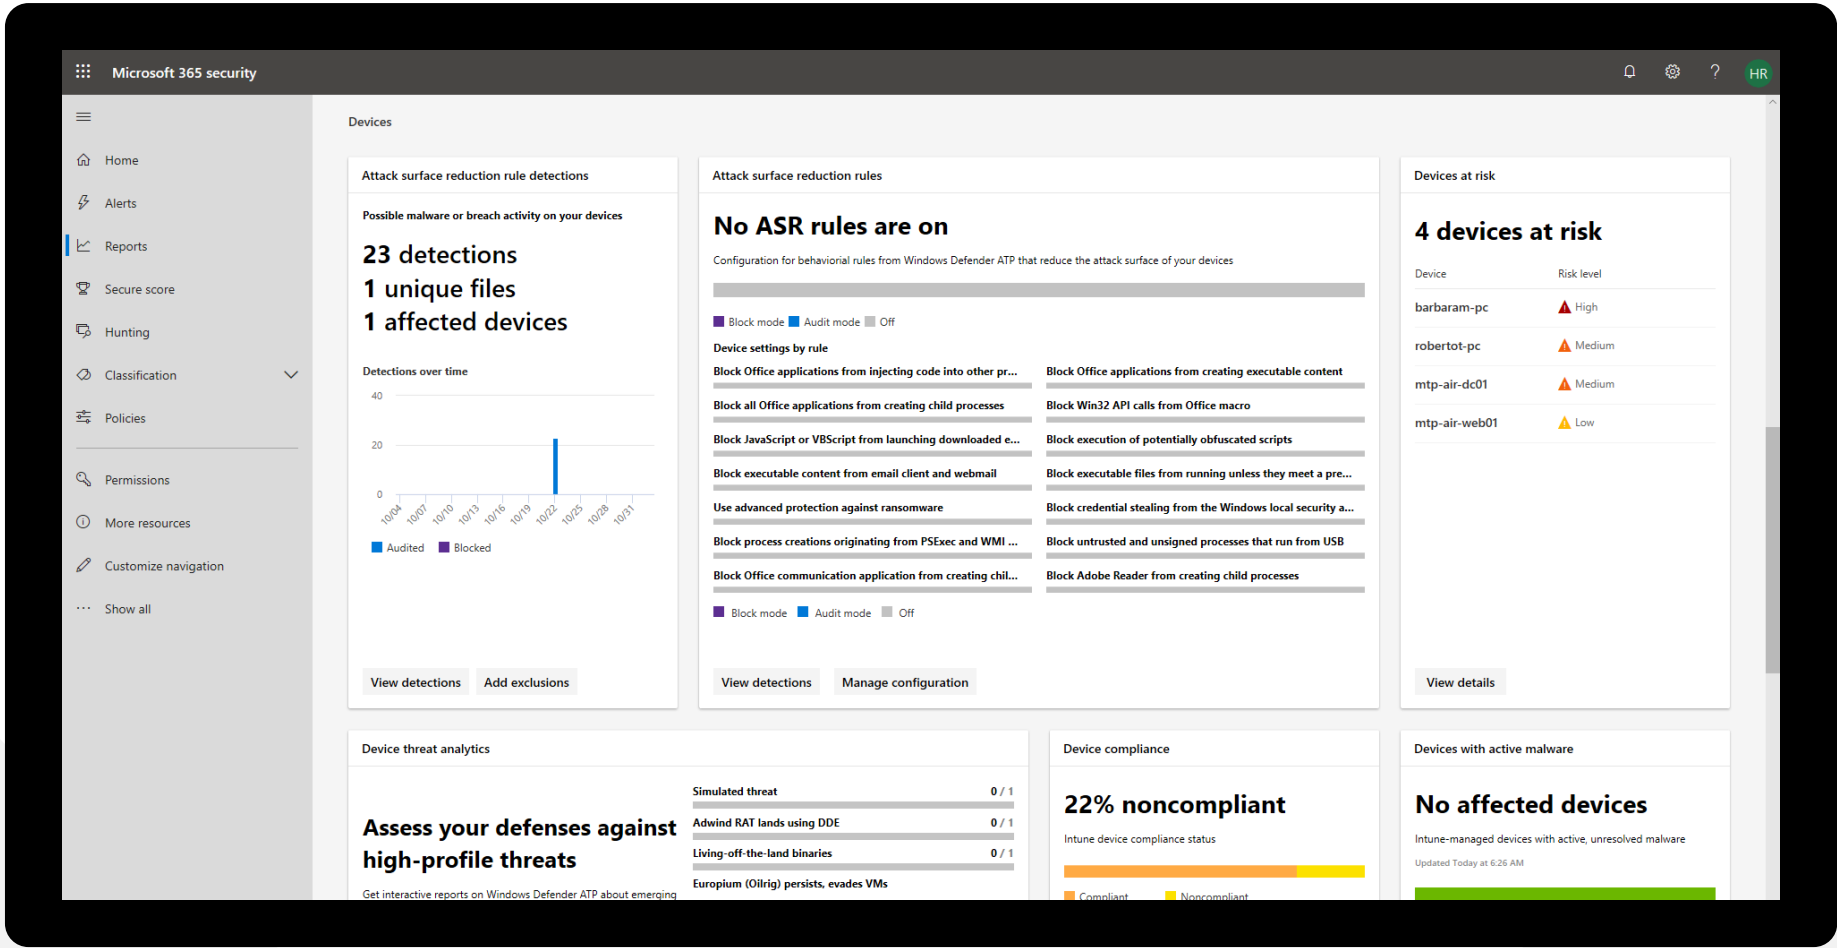 Microsoft 365 security
?
HR
Home
Alerts
Reports
Secure score
Hunting
Classification
Policies
Permissions
More resources
Customize navigation
Show all
Devices
Attack surface reduction rule detections
Possible malware or breach activity on your devices
23 detections
1 unique files
1 affected devices
Detections over time
40
20
0
10/04 10/07 10/10 10/13 10/16 10/19 10/22 10/25 10/28 10/31
Audited Blocked
View detections Add exclusions
Attack surface reduction rules
No ASR rules are on
Configuration for behaviorial rules from Windows Defender ATP that reduce the attack surface of your devices
Block mode Audit mode Off
Device settings by rule
Block Office applications from injecting code into other pr... Block Office applications from creating executable content
Block all Office applications from creating child processes Block Win32 API calls from Office macro
Block JavaScript or VBScript from launching downloaded e... Block execution of potentially obfuscated scripts
Block executable content from email client and webmail Block executable files from running unless they meet a pre...
Use advanced protection against ransomware Block credential stealing from the Windows local security a...
Block process creations originating from PSExec and WMI ... Block untrusted and unsigned processes that run from USB
Block Office communication application from creating chil... Block Adobe Reader from creating child processes
Block mode Audit mode Off
View detections Manage configuration
Devices at risk
4 devices at risk
Device Risk level
barbaram-pc High
robertot-pc Medium
mtp-air-dc01 Medium
mtp-air-web01 Low
View details
Device threat analytics
Assess your defenses against
high-profile threats
Get interactive reports on Windows Defender ATP about emerging
Simulated threat 0 / 1
Adwind RAT lands using DDE 0 / 1
Living-off-the-land binaries 0 / 1
Europium (Oilrig) persists, evades VMs
Device compliance
22% noncompliant
Intune device compliance status
Compliant Noncompliant
Devices with active malware
No affected devices
Intune-managed devices with active, unresolved malware
Updated Today at 6:26 AM